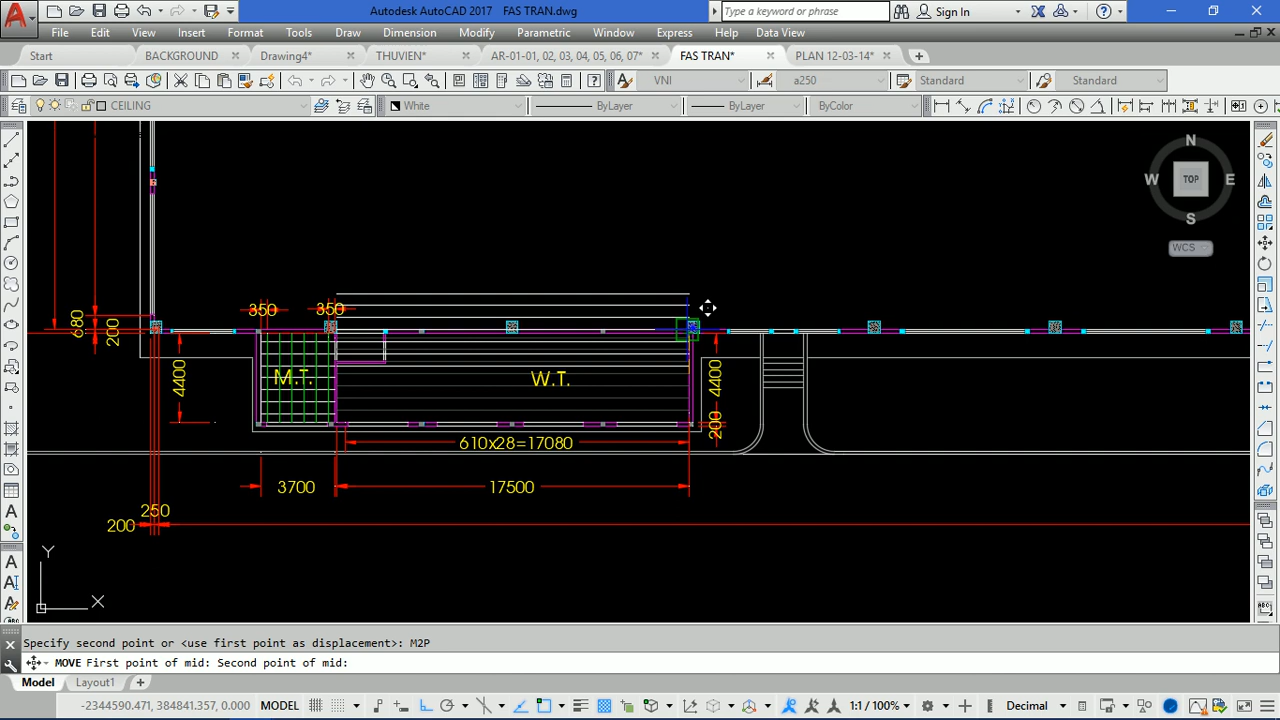 Autodesk AutoCAD 2017 FAS TRAN.dwg
Type a keyword or phrase
Sign In
File Edit View Insert Format Tools Draw Dimension Modify Parametric Window Express Help Data View
Start BACKGROUND Drawing4* THUVIEN* AR-01-01, 02, 03, 04, 05, 06, 07* FAS TRAN* PLAN 12-03-14*
VNI a250 Standard Standard
CEILING White ByLayer ByLayer ByColor
N
W TOP E
S
WCS
350 350
680
200
4400 M.T. W.T. 4400
200
610x28=17080
3700 17500
250
200
Y
X
Specify second point or <use first point as displacement>: M2P
MOVE First point of mid: Second point of mid:
Model Layout1
-2344590.471, 384841.357, 0.000 MODEL 1:1 / 100% Decimal